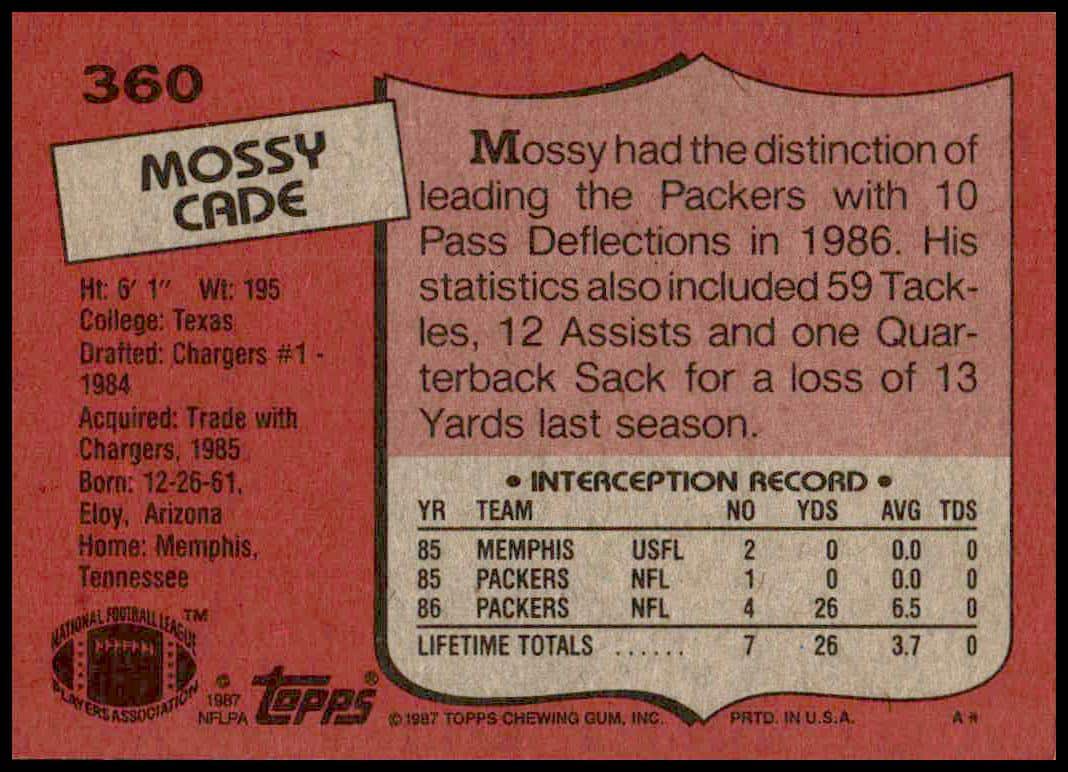 360
MOSSY
CADE
Ht: 6' 1" Wt: 195
College: Texas
Drafted: Chargers #1 -
1984
Acquired: Trade with
Chargers, 1985
Born: 12-26-61,
Eloy, Arizona
Home: Memphis,
Tennessee
NATIONAL FOOTBALL LEAGUE TM
PLAYERS ASSOCIATION
1987
NFLPA
topps®
Mossy had the distinction of
leading the Packers with 10
Pass Deflections in 1986. His
statistics also included 59 Tack-
les, 12 Assists and one Quar-
terback Sack for a loss of 13
Yards last season.
• INTERCEPTION RECORD •
YR TEAM NO YDS AVG TDS
85 MEMPHIS USFL 2 0 0.0 0
85 PACKERS NFL 1 0 0.0 0
86 PACKERS NFL 4 26 6.5 0
LIFETIME TOTALS ...... 7 26 3.7 0
© 1987 TOPPS CHEWING GUM, INC. PRTD. IN U.S.A. A*